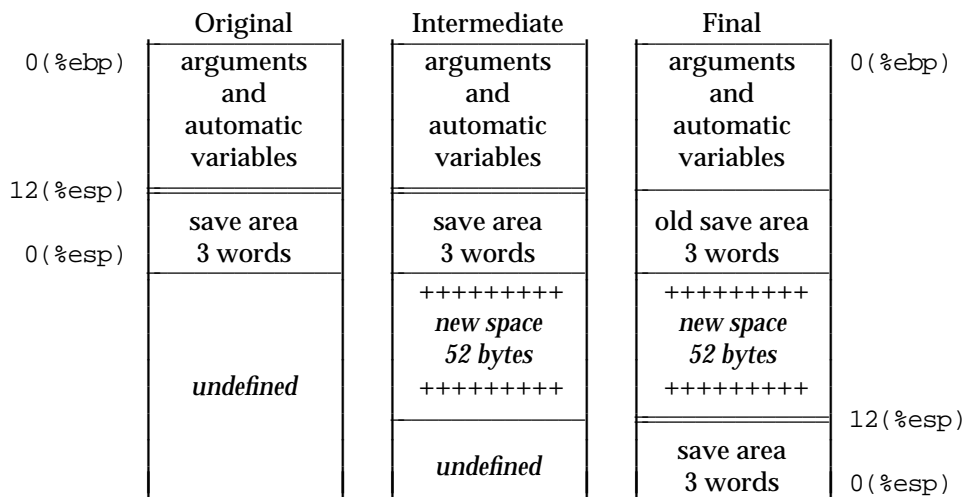 Original Intermediate Final
0(%ebp) arguments arguments arguments 0(%ebp)
and and and
automatic automatic automatic
variables variables variables
12(%esp)
save area save area old save area
0(%esp) 3 words 3 words 3 words
+++++++++ +++++++++
new space new space
52 bytes 52 bytes
undefined +++++++++ +++++++++
12(%esp)
undefined save area
3 words 0(%esp)